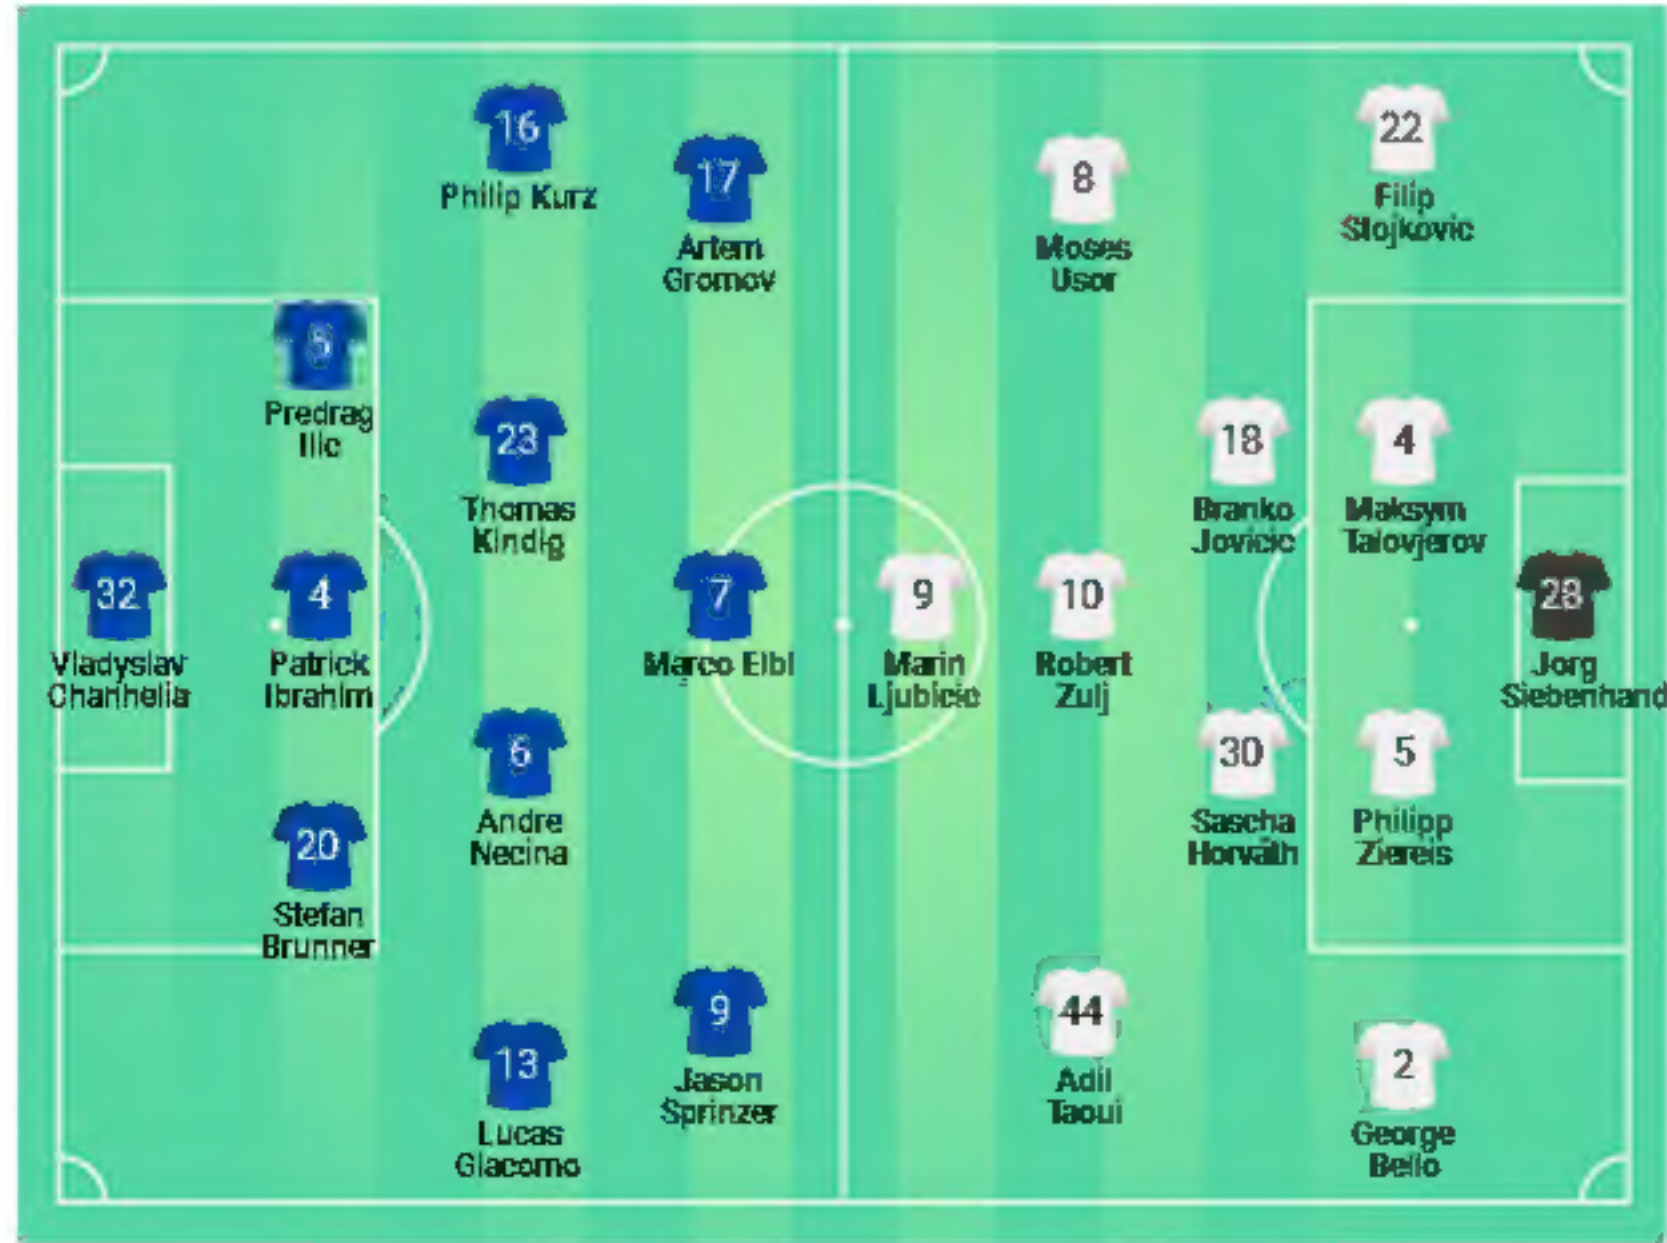 16
Philip Kurz
17
Artem
Gromov
8
Moses
Usor
22
Filip
Stojkovic
5
Predrag
Ilic
23
Thomas
Kindig
18
Branko
Jovicic
4
Maksym
Talovjerov
32
Vladyslav
4
Patrick
Ibrahim
7
Marco Eibl
9
Marin
Ljubicic
10
Robert
Zulj
28
Jorg
Siebenhand
20
Stefan
Brunner
6
Andre
Necina
30
Sascha
Horvath
5
Philipp
Ziereis
13
Lucas
Giacomo
9
Jason
Sprinzer
44
Adil
Taoui
2
George
Bello